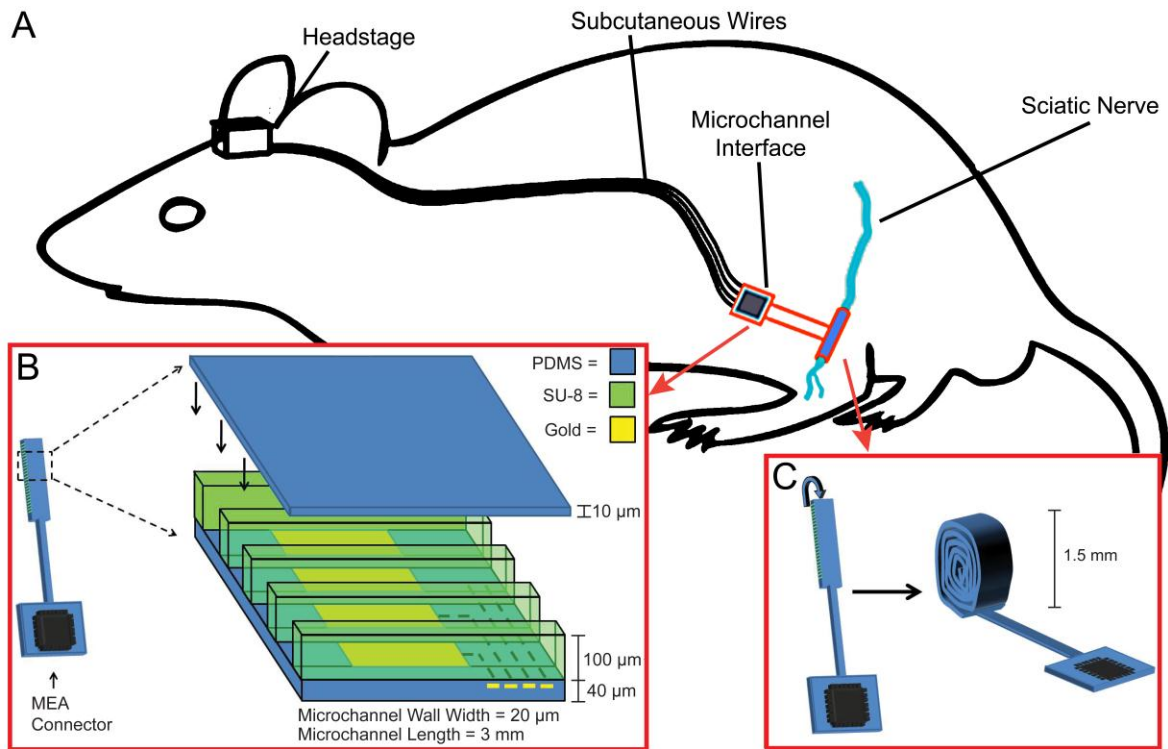 A
Headstage
Subcutaneous Wires
Microchannel
Interface
Sciatic Nerve
B
PDMS =
SU-8 =
Gold =
10 μm
100 μm
40 μm
MEA
Connector
Microchannel Wall Width = 20 μm
Microchannel Length = 3 mm
C
1.5 mm